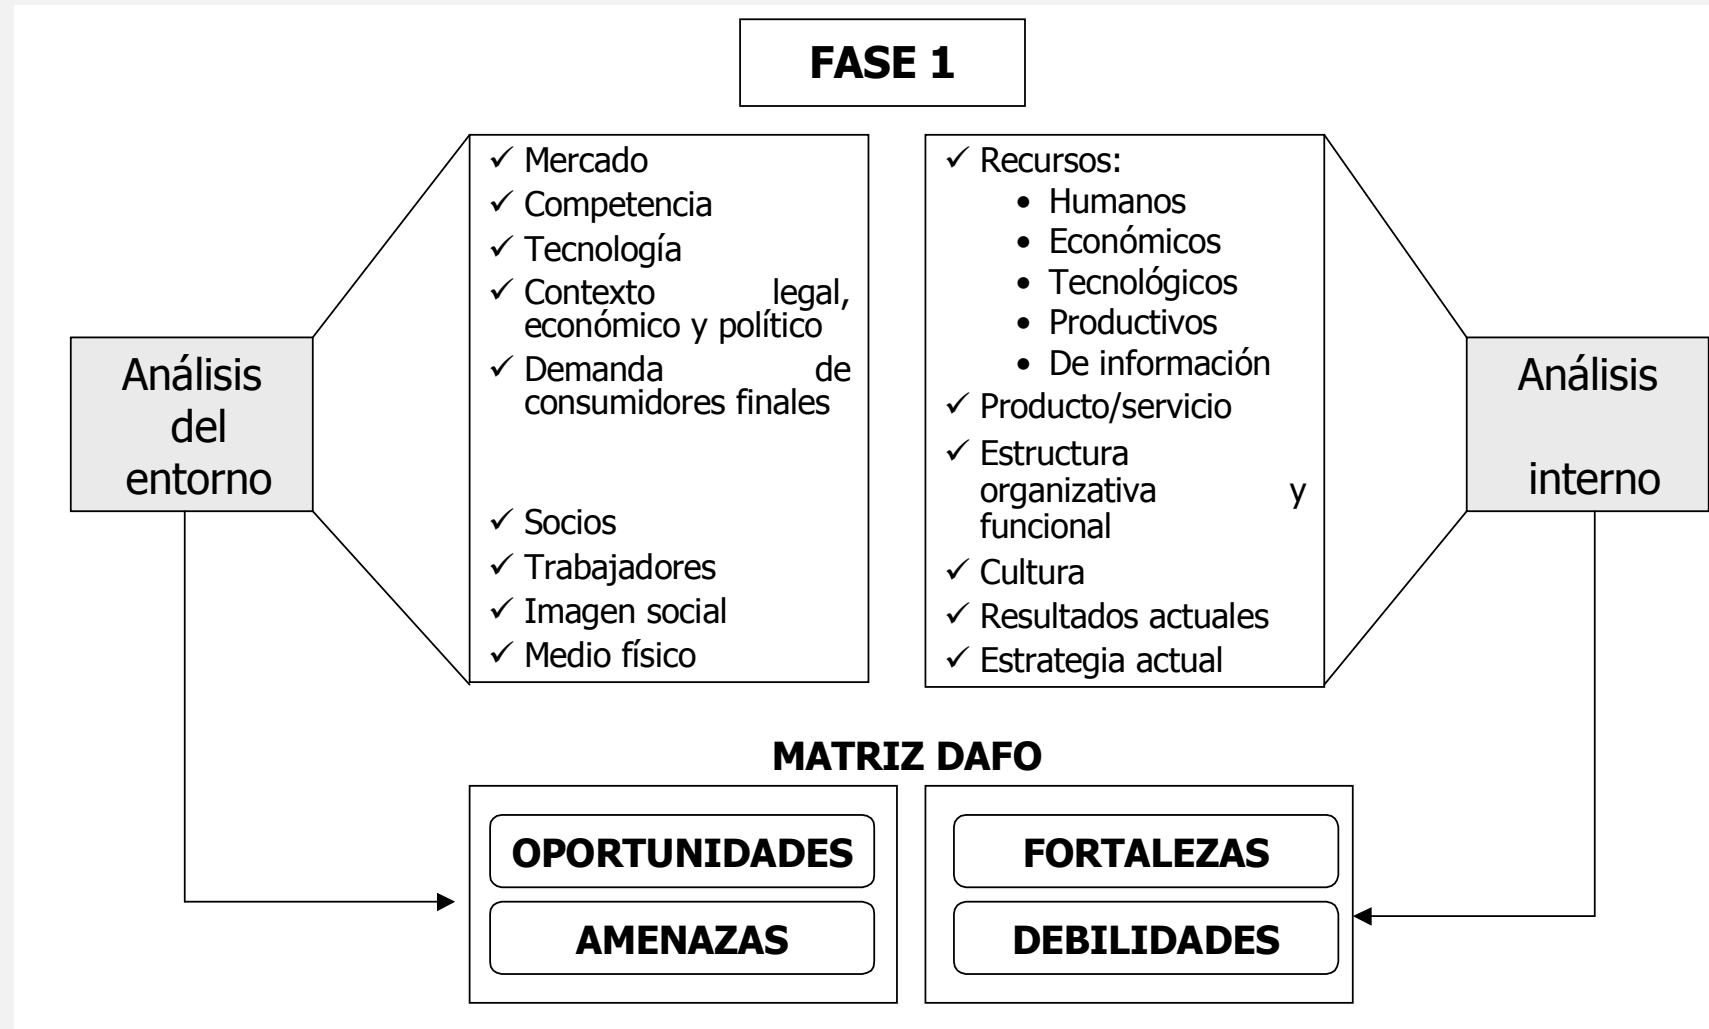 FASE 1
Análisis
del
entorno
✓ Mercado
✓ Competencia
✓ Tecnología
✓ Contexto legal,
económico y político
✓ Demanda de
consumidores finales
✓ Socios
✓ Trabajadores
✓ Imagen social
✓ Medio físico
✓ Recursos:
• Humanos
• Económicos
• Tecnológicos
• Productivos
• De información
✓ Producto/servicio
✓ Estructura
organizativa y
funcional
✓ Cultura
✓ Resultados actuales
✓ Estrategia actual
Análisis
interno
MATRIZ DAFO
OPORTUNIDADES
AMENAZAS
FORTALEZAS
DEBILIDADES